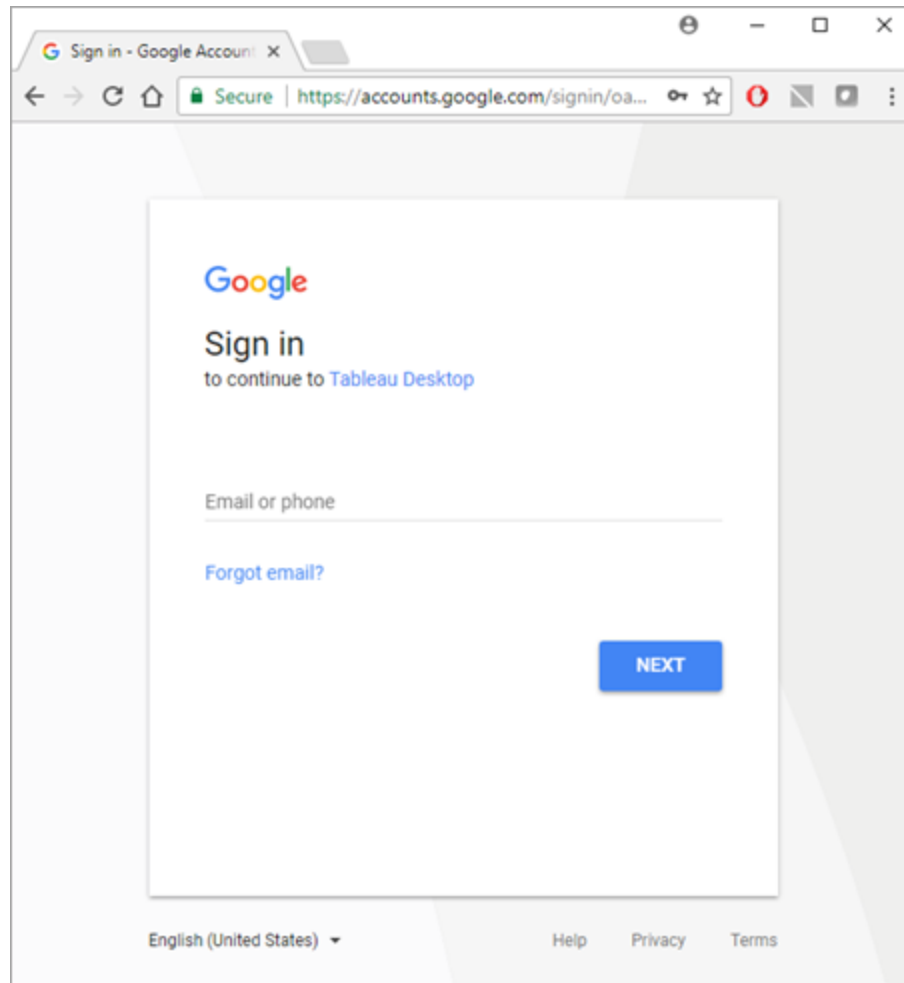 Sign in - Google Account
Secure | https://accounts.google.com/signin/oa...
Google
Sign in
to continue to Tableau Desktop
Email or phone
Forgot email?
NEXT
English (United States)
Help Privacy Terms